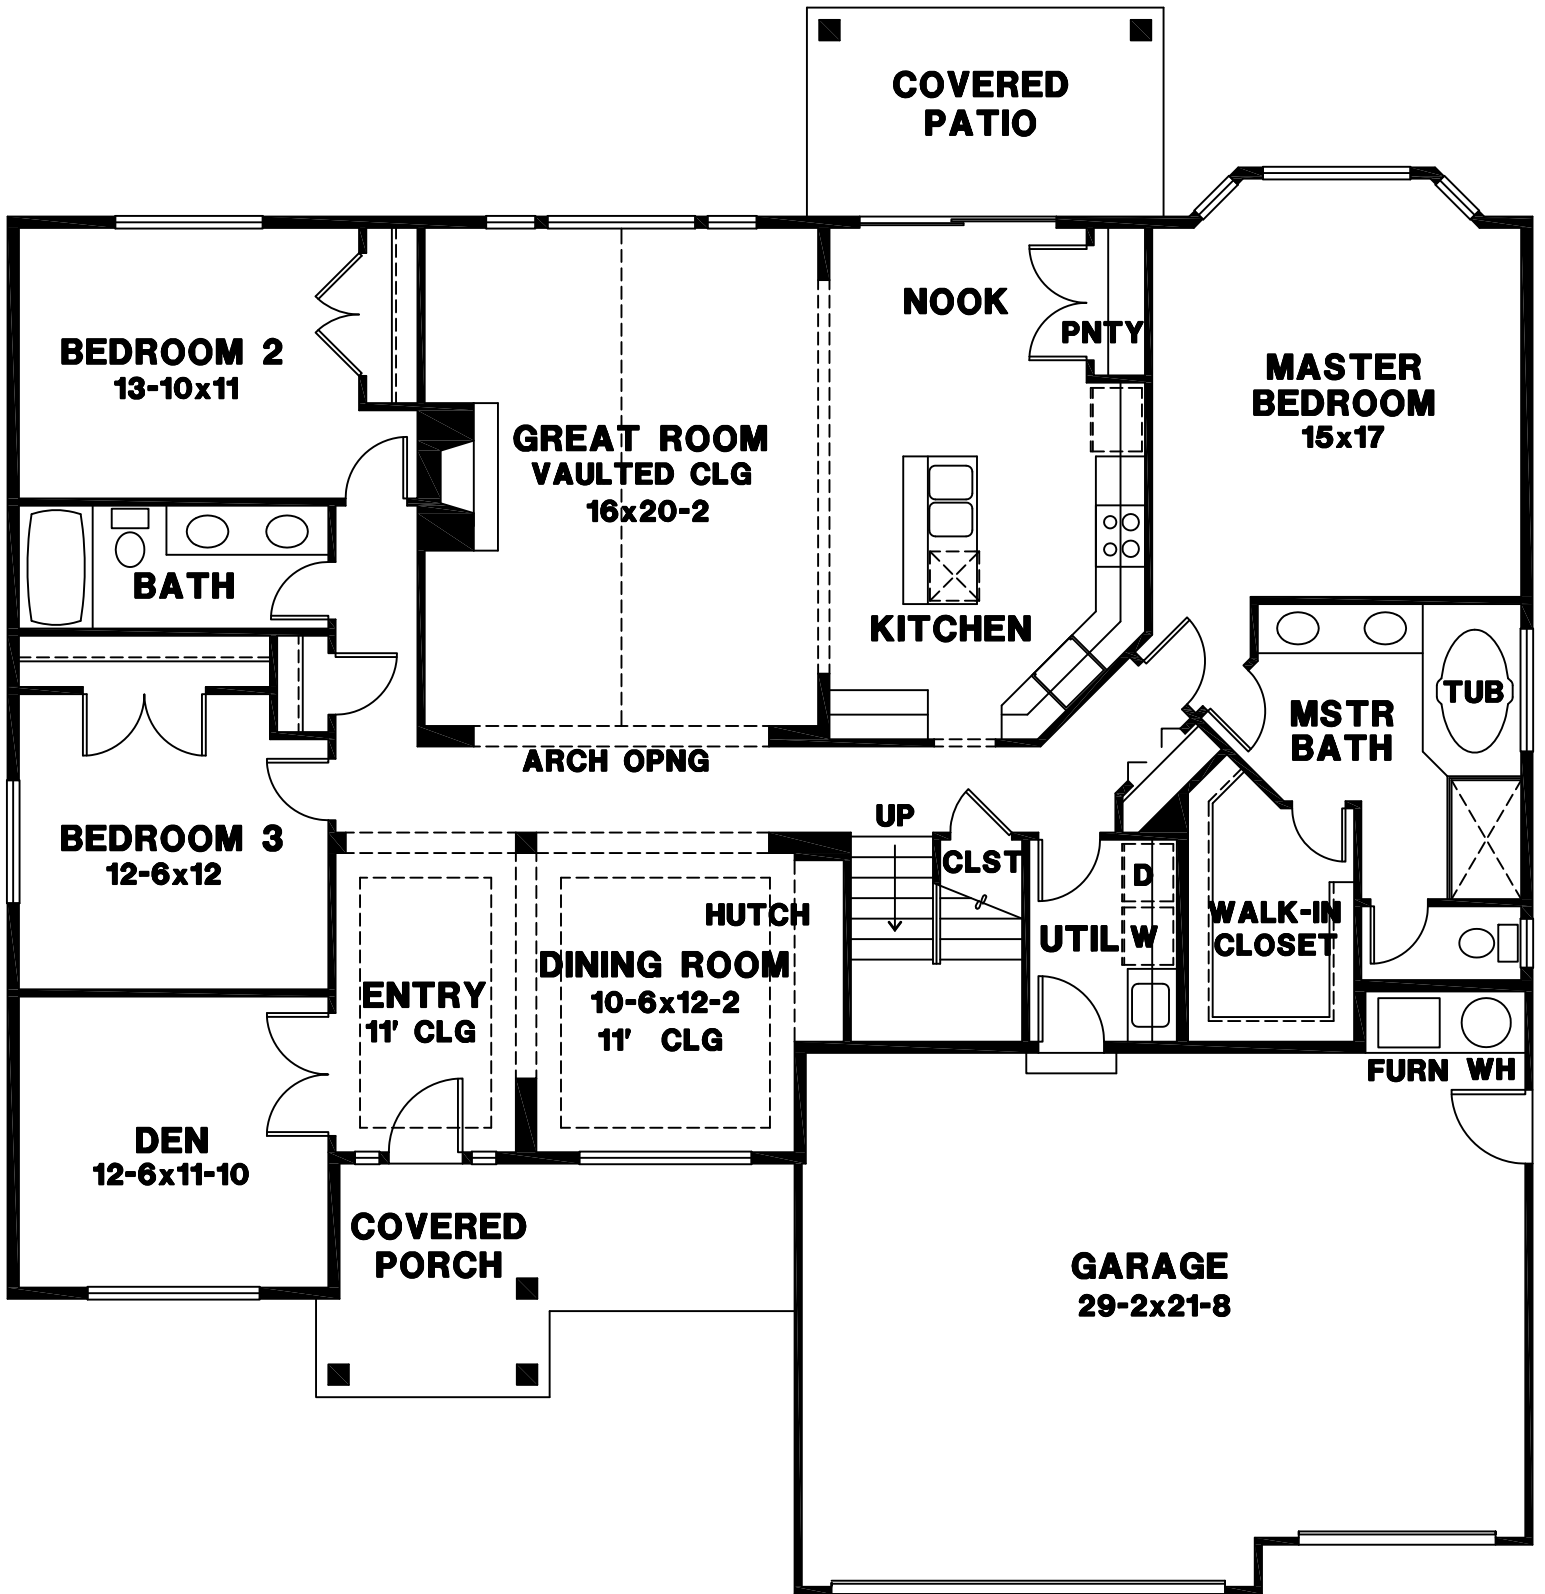 COVERED
PATIO
NOOK
PNTY
BEDROOM 2
13-10x11
MASTER
BEDROOM
15x17
GREAT ROOM
VAULTED CLG
16x20-2
BATH
KITCHEN
TUB
MSTR
BATH
ARCH OPNG
UP
BEDROOM 3
12-6x12
CLST
D
HUTCH
WALK-IN
CLOSET
UTIL
W
DINING ROOM
10-6x12-2
11' CLG
ENTRY
11' CLG
FURN
WH
DEN
12-6x11-10
COVERED
PORCH
GARAGE
29-2x21-8